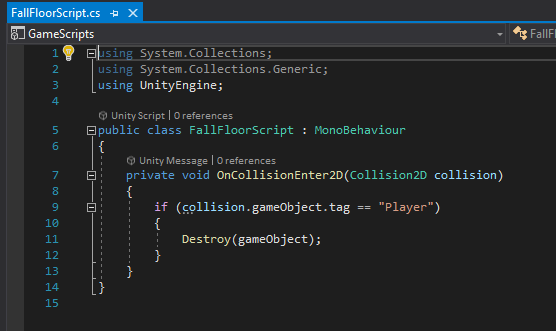 FallFloorScript.cs
GameScripts
FallFl
1 using System.Collections;
2 using System.Collections.Generic;
3 using UnityEngine;
4
Unity Script | 0 references
5 public class FallFloorScript : MonoBehaviour
6 {
Unity Message | 0 references
7 private void OnCollisionEnter2D(Collision2D collision)
8 {
9 if (collision.gameObject.tag == "Player")
10 {
11 Destroy(gameObject);
12 }
13 }
14 }
15